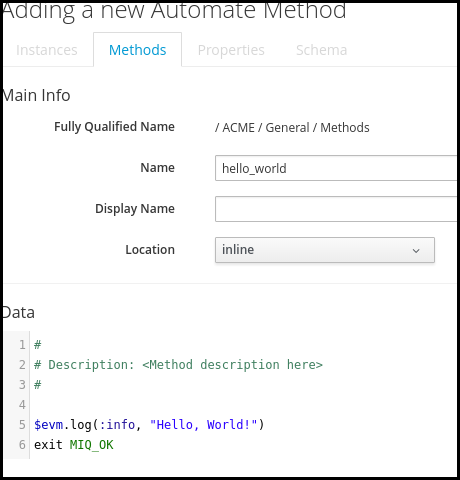 Adding a new Automate Method
Instances Methods Properties Schema
Main Info
Fully Qualified Name / ACME / General / Methods
Name hello_world
Display Name
Location inline
Data
1 #
2 # Description: <Method description here>
3 #
4
5 $evm.log(:info, "Hello, World!")
6 exit MIQ_OK